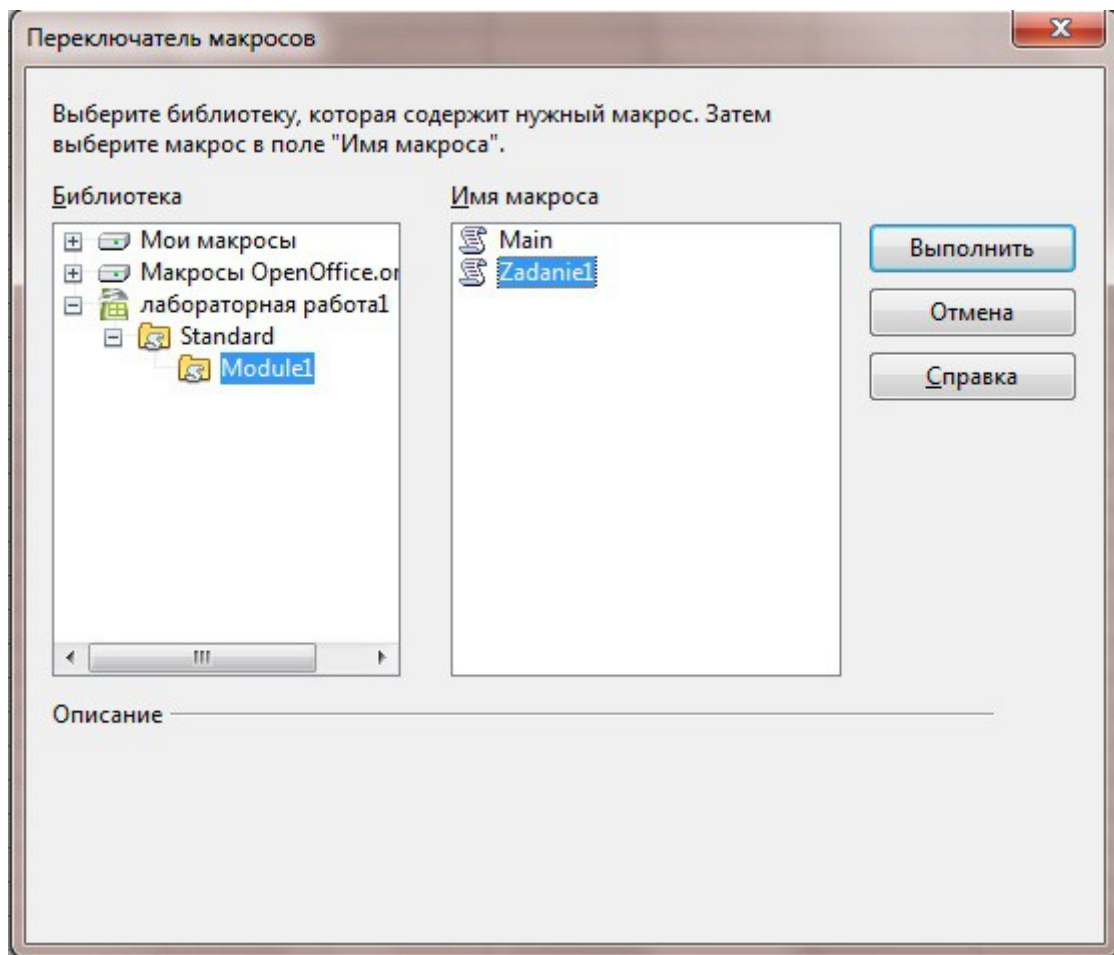 Переключатель макросов
Выберите библиотеку, которая содержит нужный макрос. Затем
выберите макрос в поле "Имя макроса".
Библиотека
Имя макроса
Мои макросы
Макросы OpenOffice.or
лабораторная работа1
Standard
Module1
Main
Zadanie1
Выполнить
Отмена
Справка
Описание